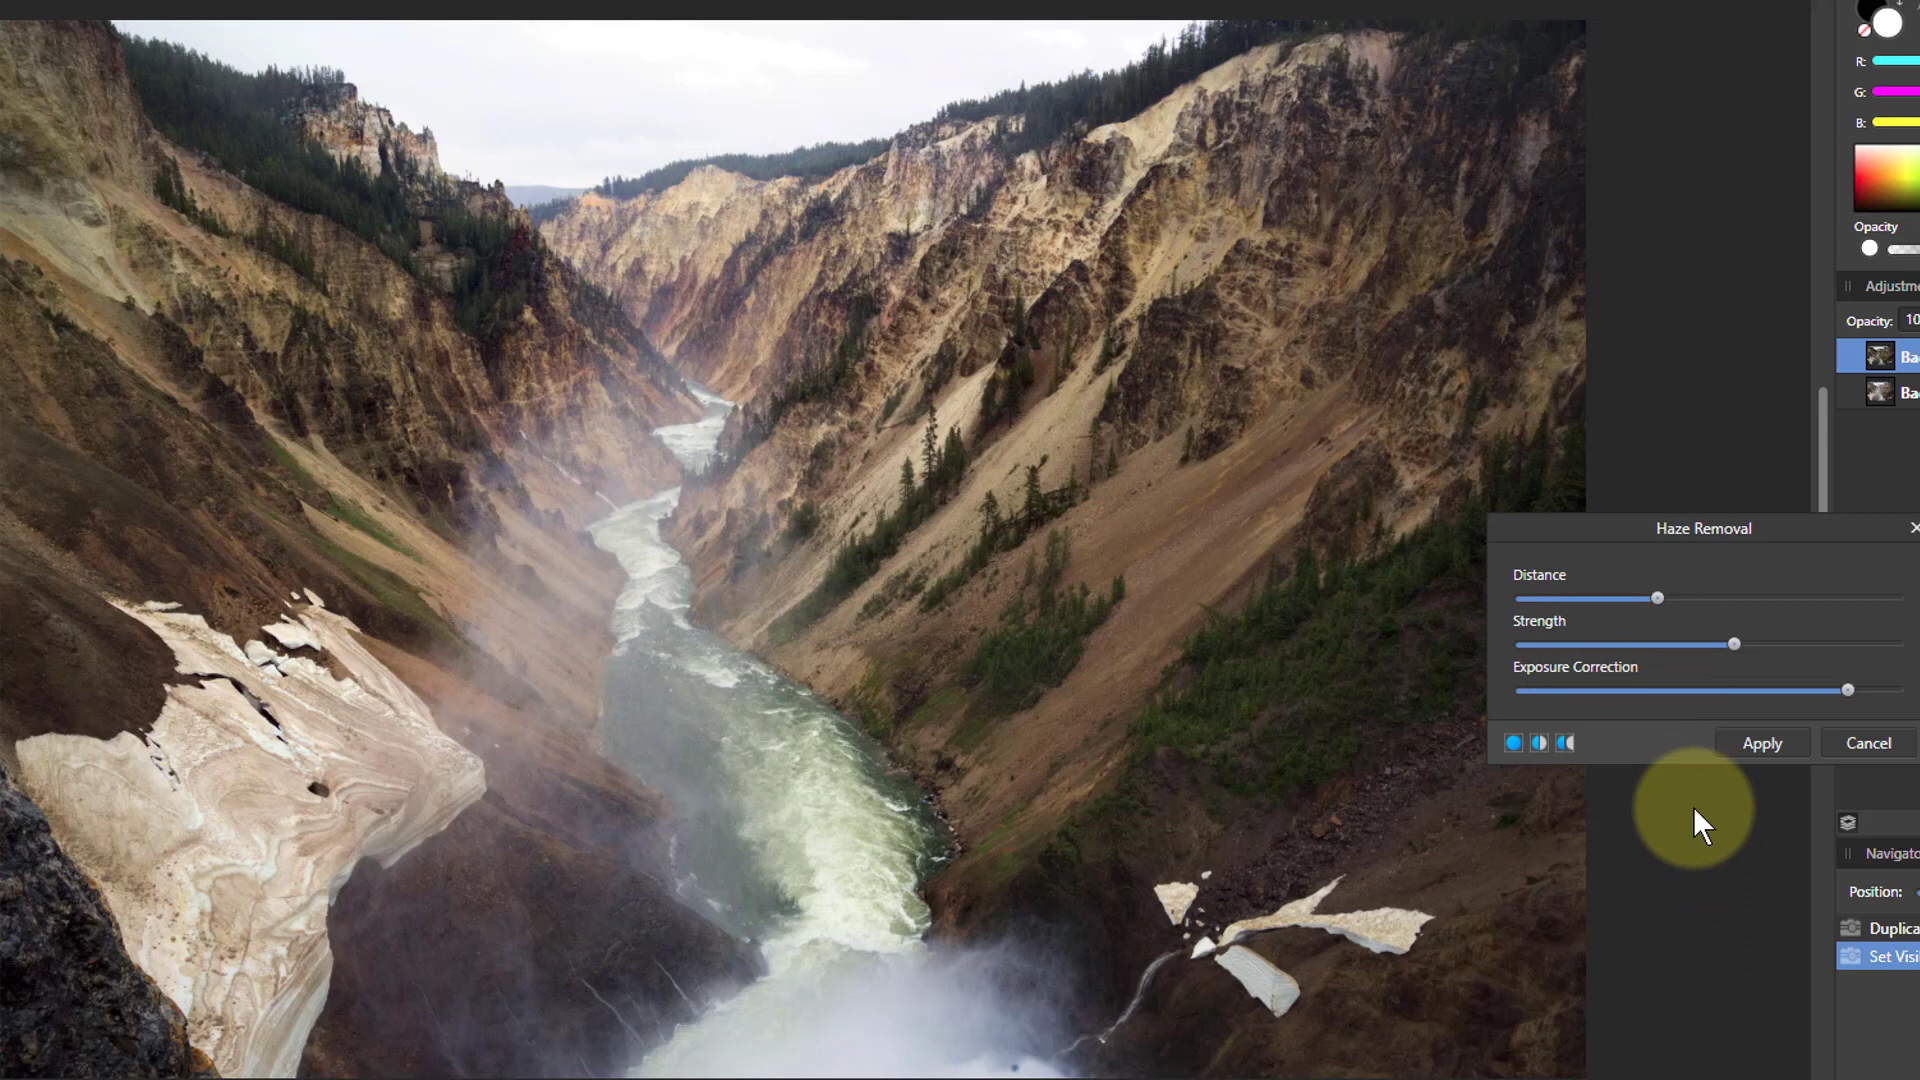 R:
G:
B:
Opacity
Adjustme
Opacity: 10
Ba
Ba
Haze Removal
Distance
Strength
Exposure Correction
Apply
Cancel
Navigato
Position:
Duplica
Set Visi